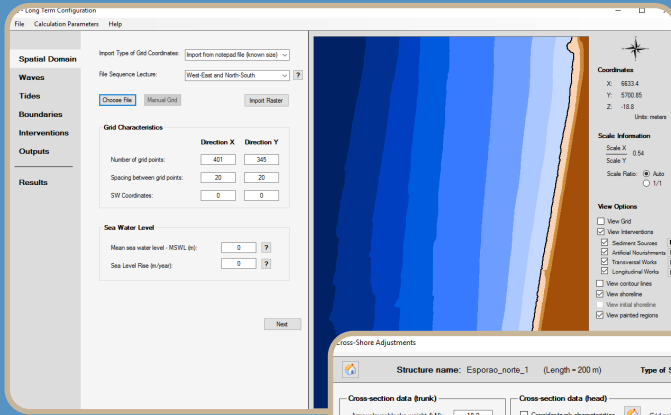 - Long Term Configuration
File Calculation Parameters Help
Spatial Domain
Waves
Tides
Boundaries
Interventions
Outputs
Results
Import Type of Grid Coordinates: Import from notepad file (known size)
File Sequence Lecture: West-East and North-South ?
Choose File Manual Grid Import Raster
Grid Characteristics
Direction X Direction Y
Number of grid points: 401 345
Spacing between grid points: 20 20
SW Coordinates: 0 0
Sea Water Level
Mean sea water level - MSWL (m): 0 ?
Sea Level Rise (m/year): 0 ?
Next
Coordinates
X: 6633.4
Y: 5700.85
Z: -18.8
Units: meters
Scale Information
Scale X
Scale Y
0.54
Scale Ratio: Auto
1/1
View Options
View Grid
View Interventions
Sediment Sources
Artificial Nourishments
Transversal Works
Longitudinal Works
View contour lines
View shoreline
View initial shoreline
View painted regions
Cross-Shore Adjustments
Structure name: Esporao_norte_1 (Length = 200 m) Type of S
Cross-section data (trunk) Cross-section data (head)